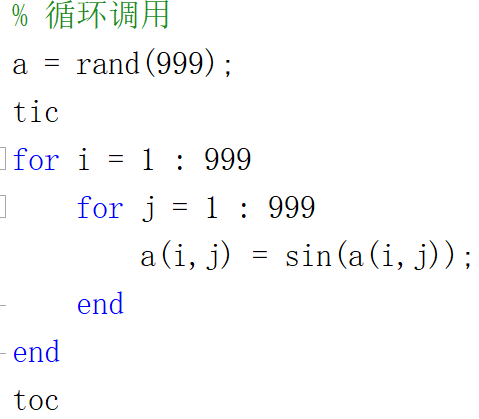 % 循环调用
a = rand(999);
tic
for i = 1 : 999
    for j = 1 : 999
        a(i,j) = sin(a(i,j));
    end
end
toc